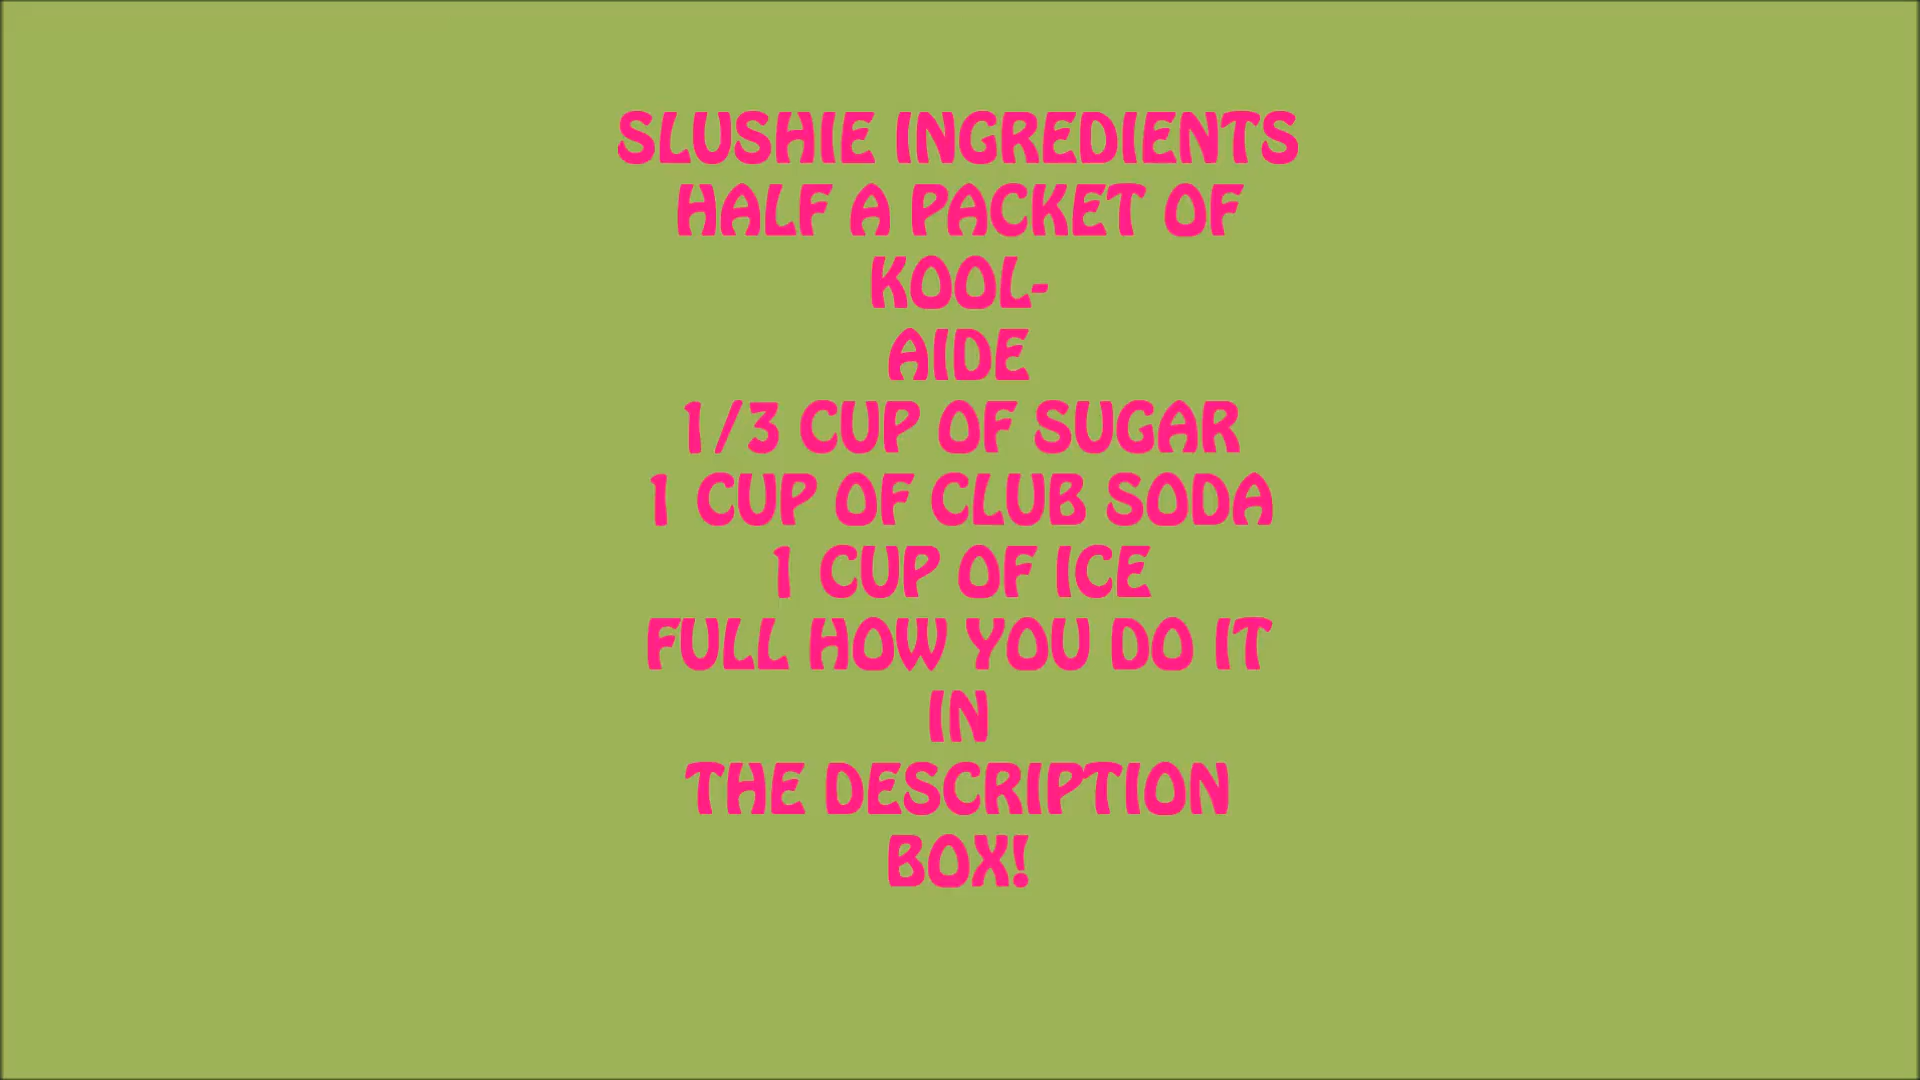 SLUSHIE INGREDIENTS
HALF A PACKET OF
KOOL-
AIDE
1/3 CUP OF SUGAR
1 CUP OF CLUB SODA
1 CUP OF ICE
FULL HOW YOU DO IT
IN
THE DESCRIPTION
BOX!